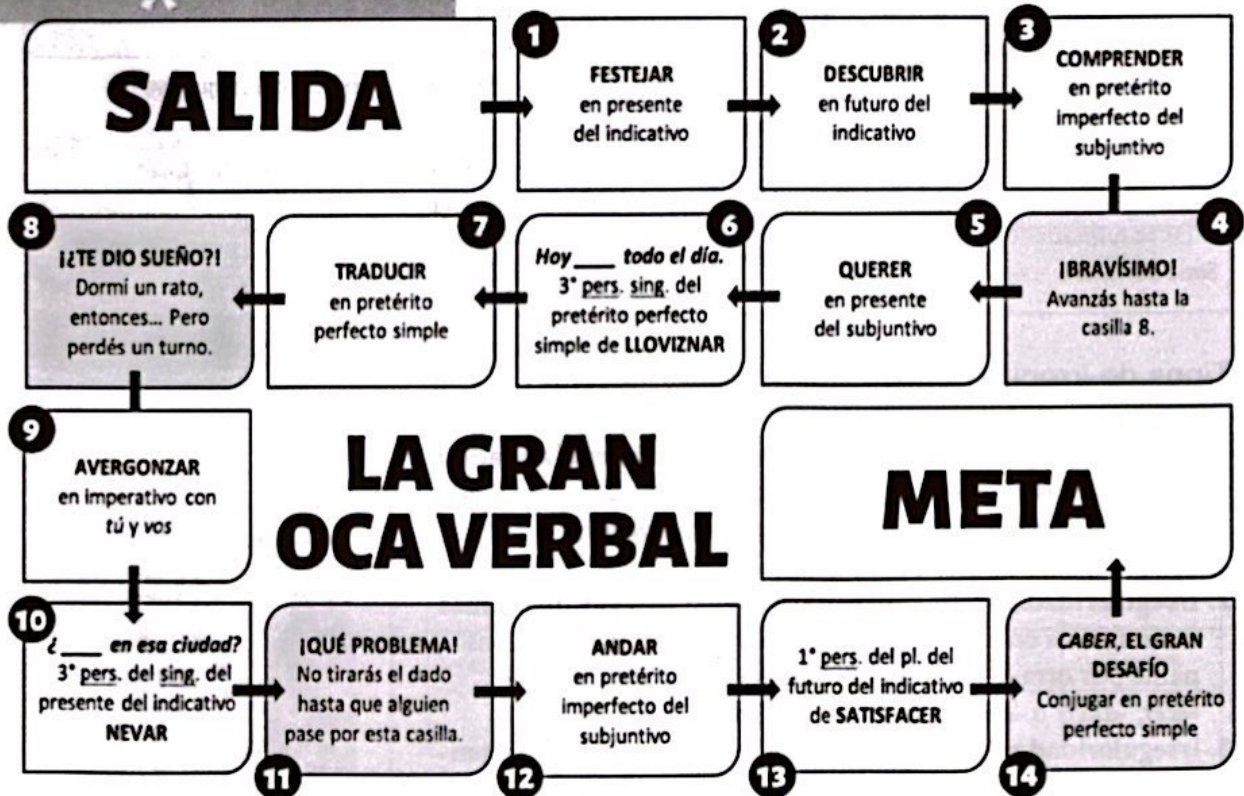 SALIDA
1
FESTEJAR
en presente
del indicativo
2
DESCUBRIR
en futuro del
indicativo
3
COMPRENDER
en pretérito
imperfecto del
subjuntivo
4
¡BRAVÍSIMO!
Avanzás hasta la
casilla 8.
5
QUERER
en presente
del subjuntivo
6
Hoy ____ todo el día.
3° pers. sing. del
pretérito perfecto
simple de LLOVIZNAR
7
TRADUCIR
en pretérito
perfecto simple
8
¡¿TE DIO SUEÑO?!
Dormí un rato,
entonces... Pero
perdés un turno.
9
AVERGONZAR
en imperativo con
tú y vos
LA GRAN
OCA VERBAL
META
10
¿ ____ en esa ciudad?
3° pers. del sing. del
presente del indicativo
NEVAR
11
¡QUÉ PROBLEMA!
No tirarás el dado
hasta que alguien
pase por esta casilla.
12
ANDAR
en pretérito
imperfecto del
subjuntivo
13
1° pers. del pl. del
futuro del indicativo
de SATISFACER
14
CABER, EL GRAN
DESAFÍO
Conjugar en pretérito
perfecto simple